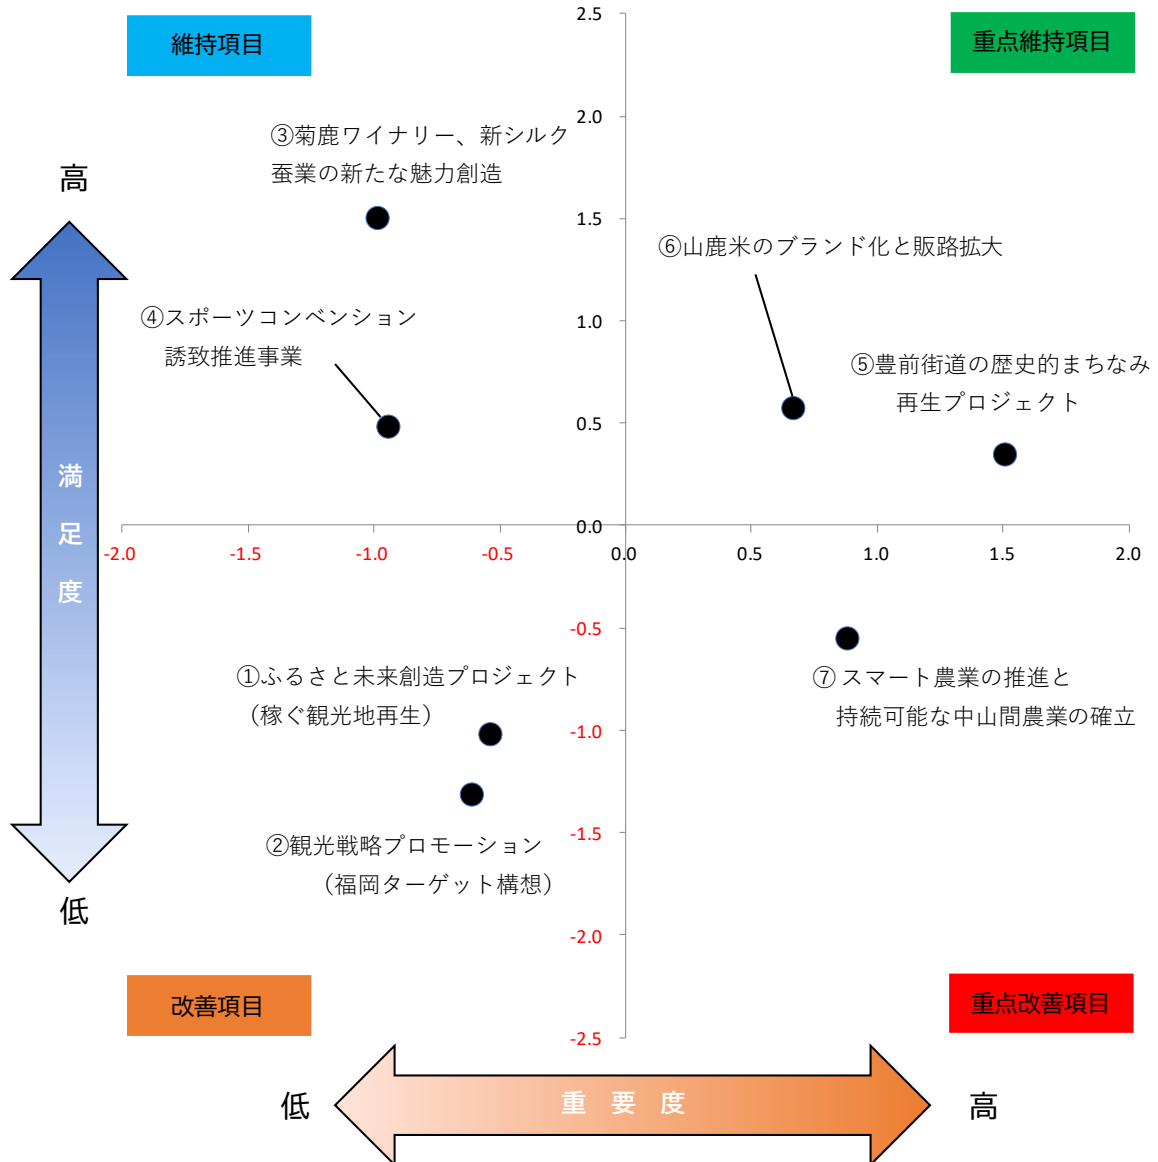 維持項目
2.5
重点維持項目
2.0
③菊鹿ワイナリー、新シルク
蚕業の新たな魅力創造
高
1.5
⑥山鹿米のブランド化と販路拡大
④スポーツコンベンション
誘致推進事業
1.0
⑤豊前街道の歴史的まちなみ
再生プロジェクト
0.5
満足度
0.0
-2.0 -1.5 -1.0 -0.5 0.0 0.5 1.0 1.5 2.0
-0.5
①ふるさと未来創造プロジェクト
（稼ぐ観光地再生）
⑦スマート農業の推進と
持続可能な中山間農業の確立
-1.0
-1.5
②観光戦略プロモーション
（福岡ターゲット構想）
低
-2.0
改善項目
重点改善項目
-2.5
低
重要度
高